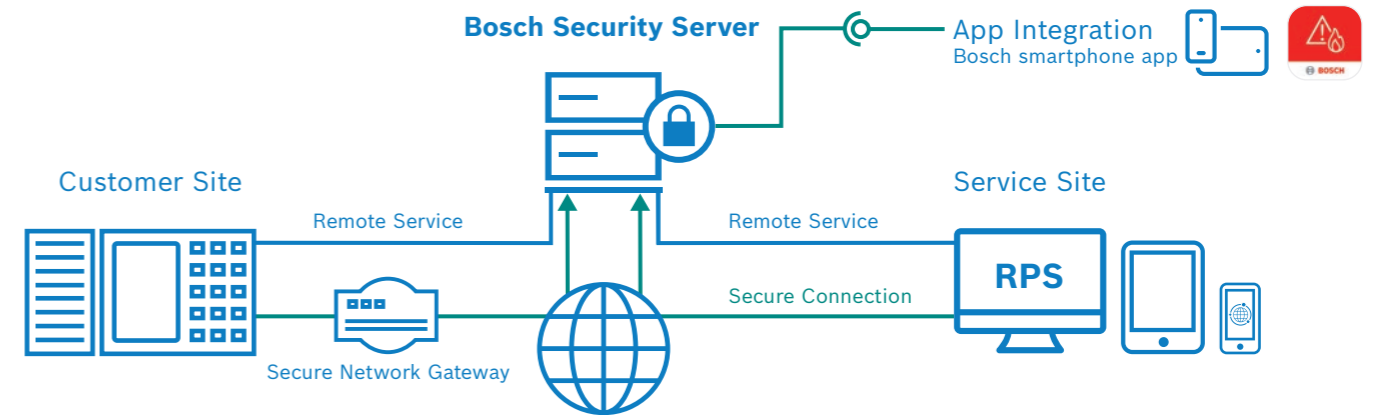 Bosch Security Server
App Integration
Bosch smartphone app
BOSCH
Customer Site
Service Site
Remote Service
Remote Service
RPS
Secure Connection
Secure Network Gateway